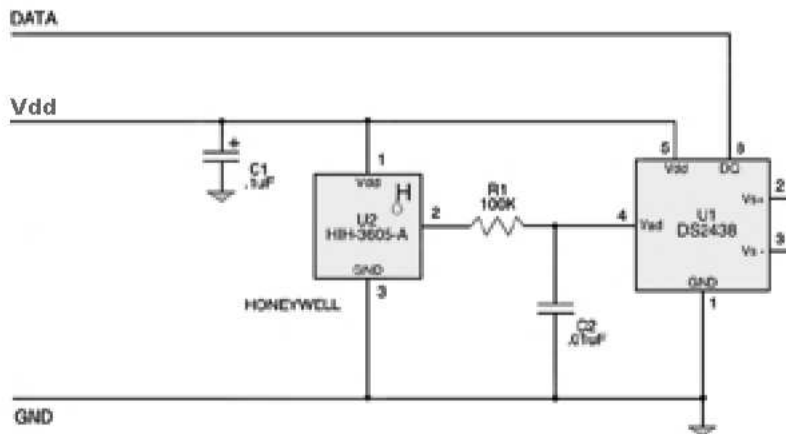 DATA
Vdd
C1
.1uF
1
Vdd
H
U2
HIH-3605-A
GND
2
3
HONEYWELL
R1
100K
C2
.01uF
5
8
Vdd
DQ
4
Vad
U1
DS2438
Vs+
2
Vs-
3
GND
1
GND